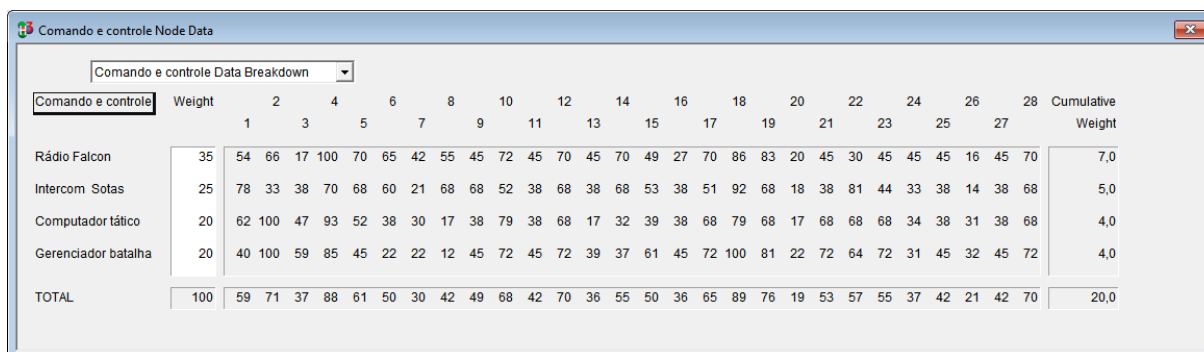 Comando e controle Node Data
Comando e controle Data Breakdown
Comando e controle Weight 2 4 6 8 10 12 14 16 18 20 22 24 26 28 Cumulative
1 3 5 7 9 11 13 15 17 19 21 23 25 27 Weight
Rádio Falcon 35 54 66 17 100 70 65 42 55 45 72 45 70 45 70 49 27 70 86 83 20 45 30 45 45 45 16 45 70 7,0
Intercom Sotas 25 78 33 38 70 68 60 21 68 68 52 38 68 38 68 53 38 51 92 68 18 38 81 44 33 38 14 38 68 5,0
Computador tático 20 62 100 47 93 52 38 30 17 38 79 38 68 17 32 39 38 68 79 68 17 68 68 68 34 38 31 38 68 4,0
Gerenciador batalha 20 40 100 59 85 45 22 22 12 45 72 45 72 39 37 61 45 72 100 81 22 72 64 72 31 45 32 45 72 4,0
TOTAL 100 59 71 37 88 61 50 30 42 49 68 42 70 36 55 50 36 65 89 76 19 53 57 55 37 42 21 42 70 20,0